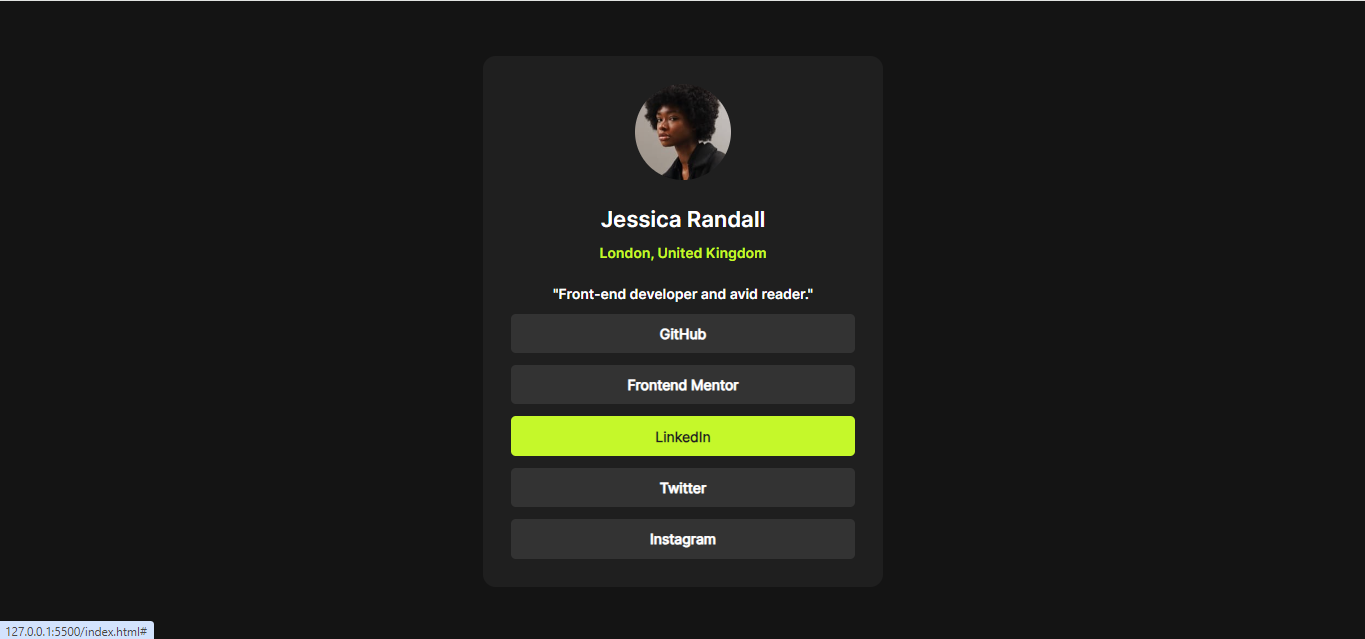 Jessica Randall
London, United Kingdom
"Front-end developer and avid reader."
GitHub
Frontend Mentor
LinkedIn
Twitter
Instagram
127.0.0.1:5500/index.html#